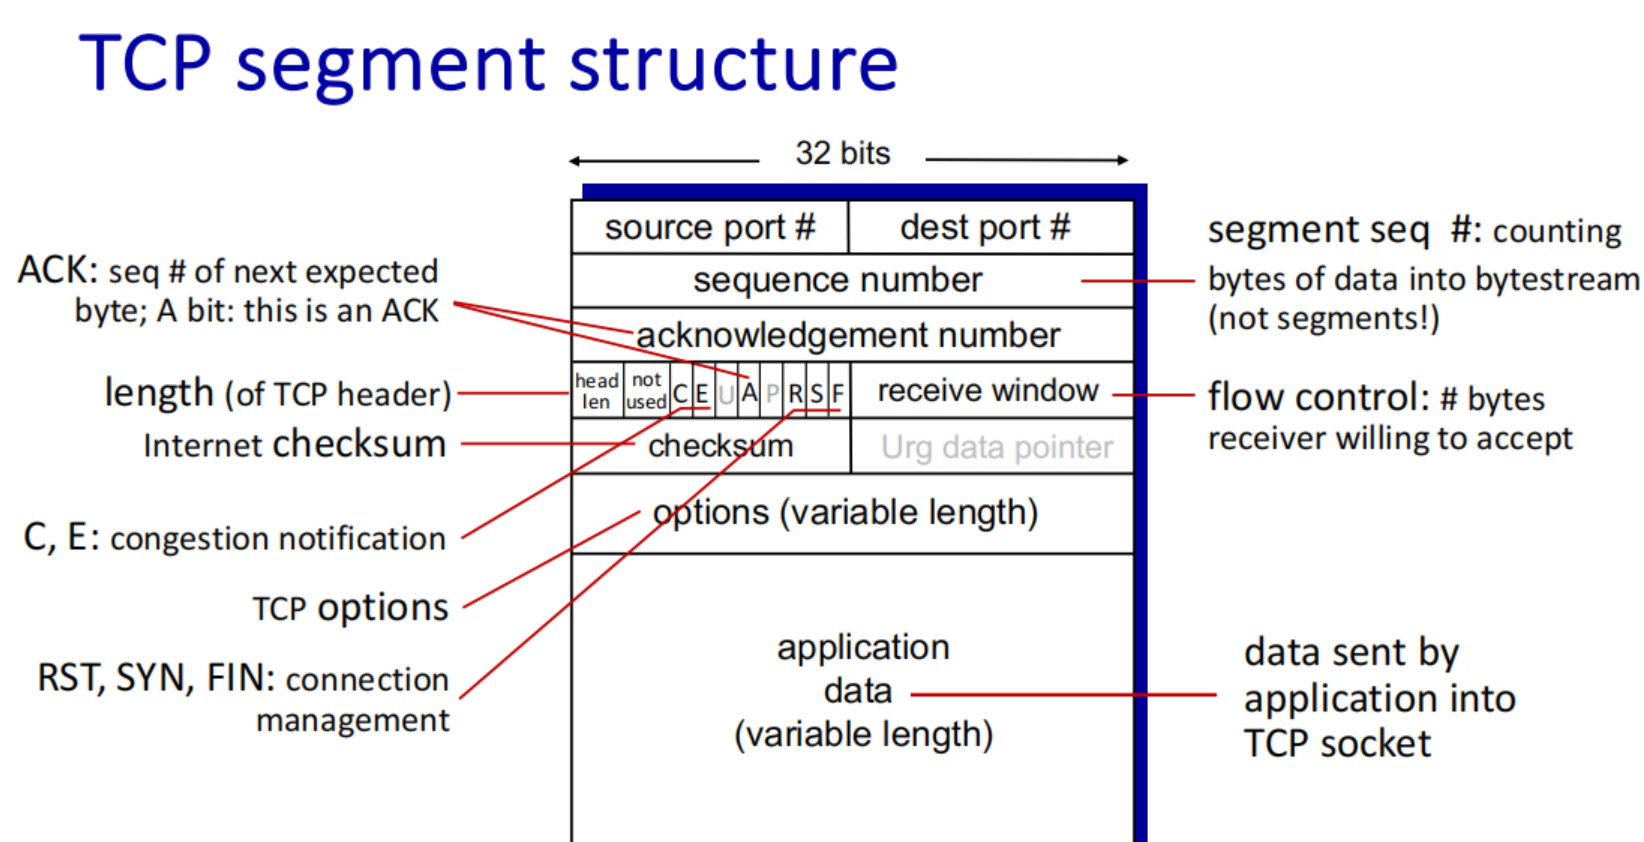 TCP segment structure
32 bits
source port # dest port #
sequence number
acknowledgement number
head len not used C E U A P R S F receive window
checksum Urg data pointer
options (variable length)
application
data
(variable length)
ACK: seq # of next expected
byte; A bit: this is an ACK
length (of TCP header)
Internet checksum
C, E: congestion notification
TCP options
RST, SYN, FIN: connection
management
segment seq #: counting
bytes of data into bytestream
(not segments!)
flow control: # bytes
receiver willing to accept
data sent by
application into
TCP socket